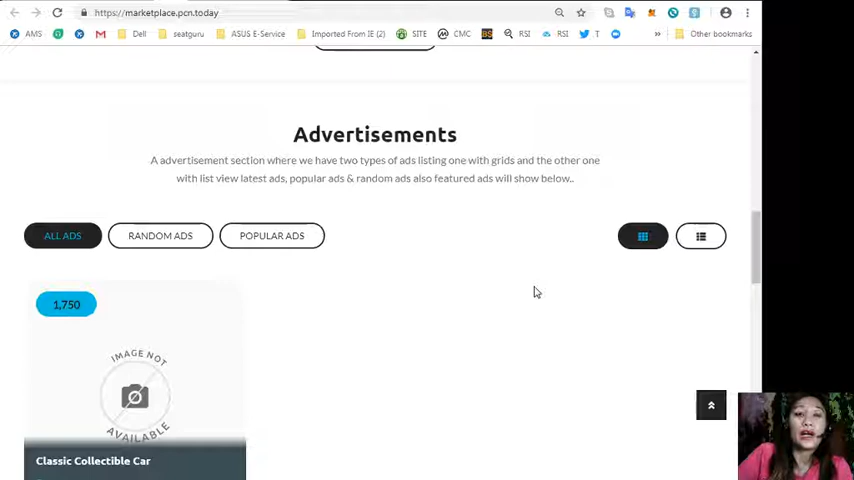 https://marketplace.pcn.today
AMS
Dell
seatguru
ASUS E-Service
Imported From IE (2)
SITE
CMC
RSI
RSI
T
»
Other bookmarks
Advertisements
A advertisement section where we have two types of ads listing one with grids and the other one
with list view latest ads, popular ads & random ads also featured ads will show below..
ALL ADS
RANDOM ADS
POPULAR ADS
1,750
IMAGE NOT
AVAILABLE
Classic Collectible Car